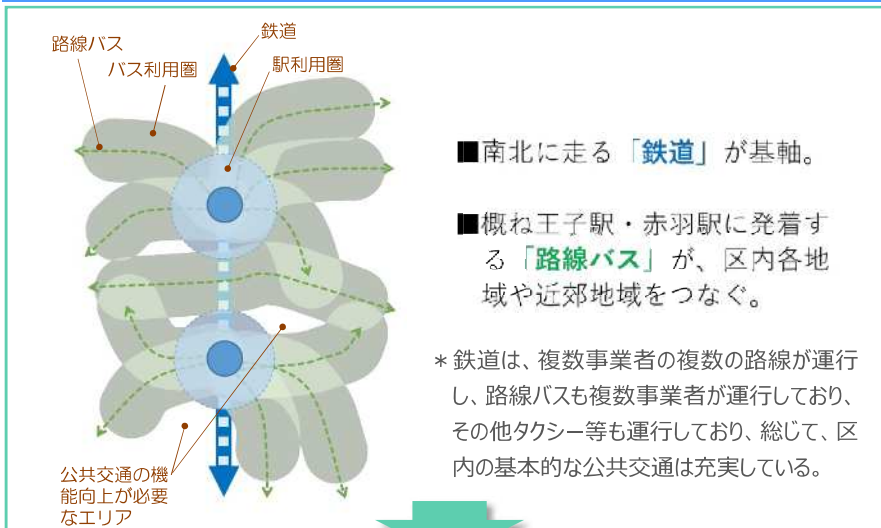 鉄道
路線バス
バス利用圏
駅利用圏
■南北に走る「鉄道」が基軸。
■概ね王子駅・赤羽駅に発着す
る「路線バス」が、区内各地
域や近郊地域をつなぐ。
＊鉄道は、複数事業者の複数の路線が運行
し、路線バスも複数事業者が運行しており、
その他タクシー等も運行しており、総じて、区
内の基本的な公共交通は充実している。
公共交通の機
能向上が必要
なエリア